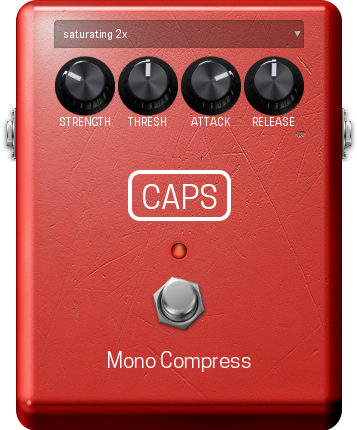 saturating 2x
STRENGTH THRESH ATTACK RELEASE
CAPS
Mono Compress